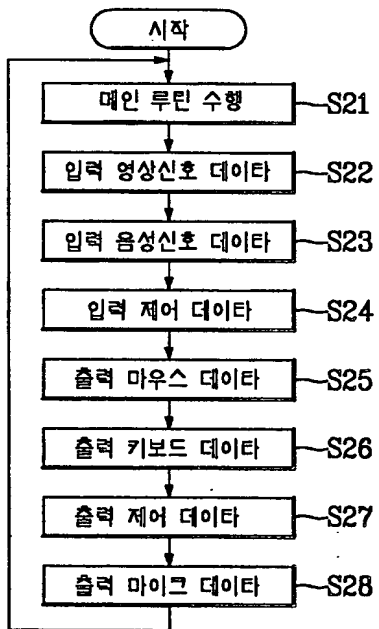 시작
메인 루틴 수행 S21
입력 영상신호 데이타 S22
입력 음성신호 데이타 S23
입력 제어 데이타 S24
출력 마우스 데이타 S25
출력 키보드 데이타 S26
출력 제어 데이타 S27
출력 마이크 데이타 S28